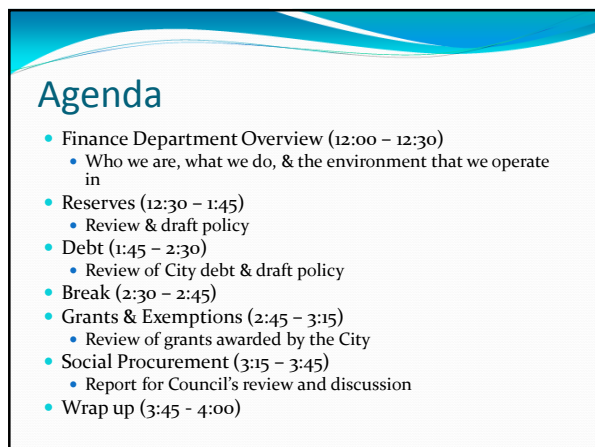 Agenda
• Finance Department Overview (12:00 – 12:30)
• Who we are, what we do, & the environment that we operate
in
• Reserves (12:30 – 1:45)
• Review & draft policy
• Debt (1:45 – 2:30)
• Review of City debt & draft policy
• Break (2:30 – 2:45)
• Grants & Exemptions (2:45 – 3:15)
• Review of grants awarded by the City
• Social Procurement (3:15 – 3:45)
• Report for Council's review and discussion
• Wrap up (3:45 - 4:00)